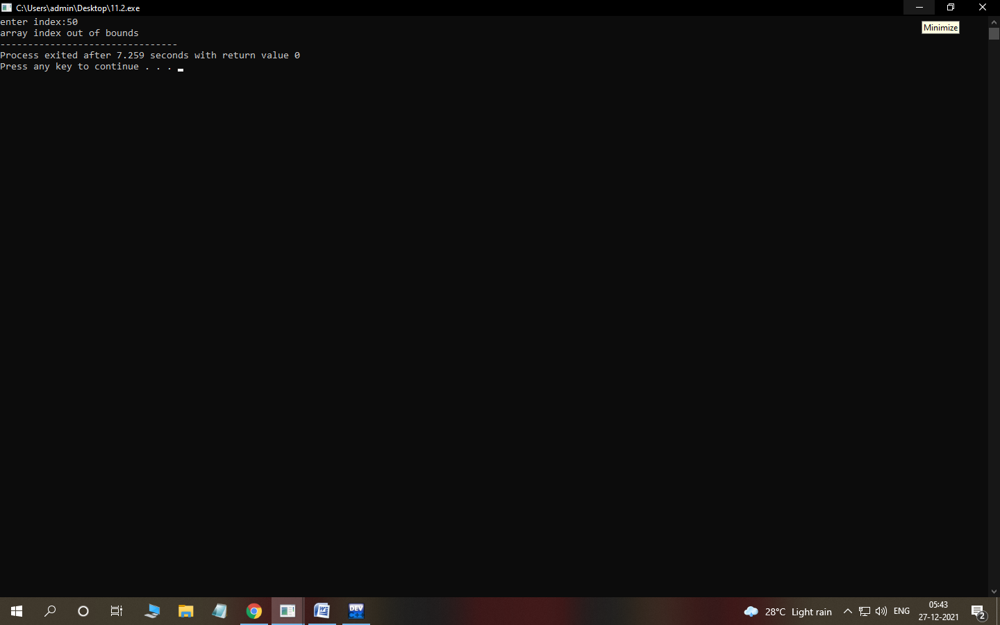 C:\Users\admin\Desktop\11.2.exe
enter index:50
Minimize
array index out of bounds
--------------------------------
Process exited after 7.259 seconds with return value 0
Press any key to continue . . .
DEV
C++
28°C Light rain
ENG
05:43
27-12-2021
2